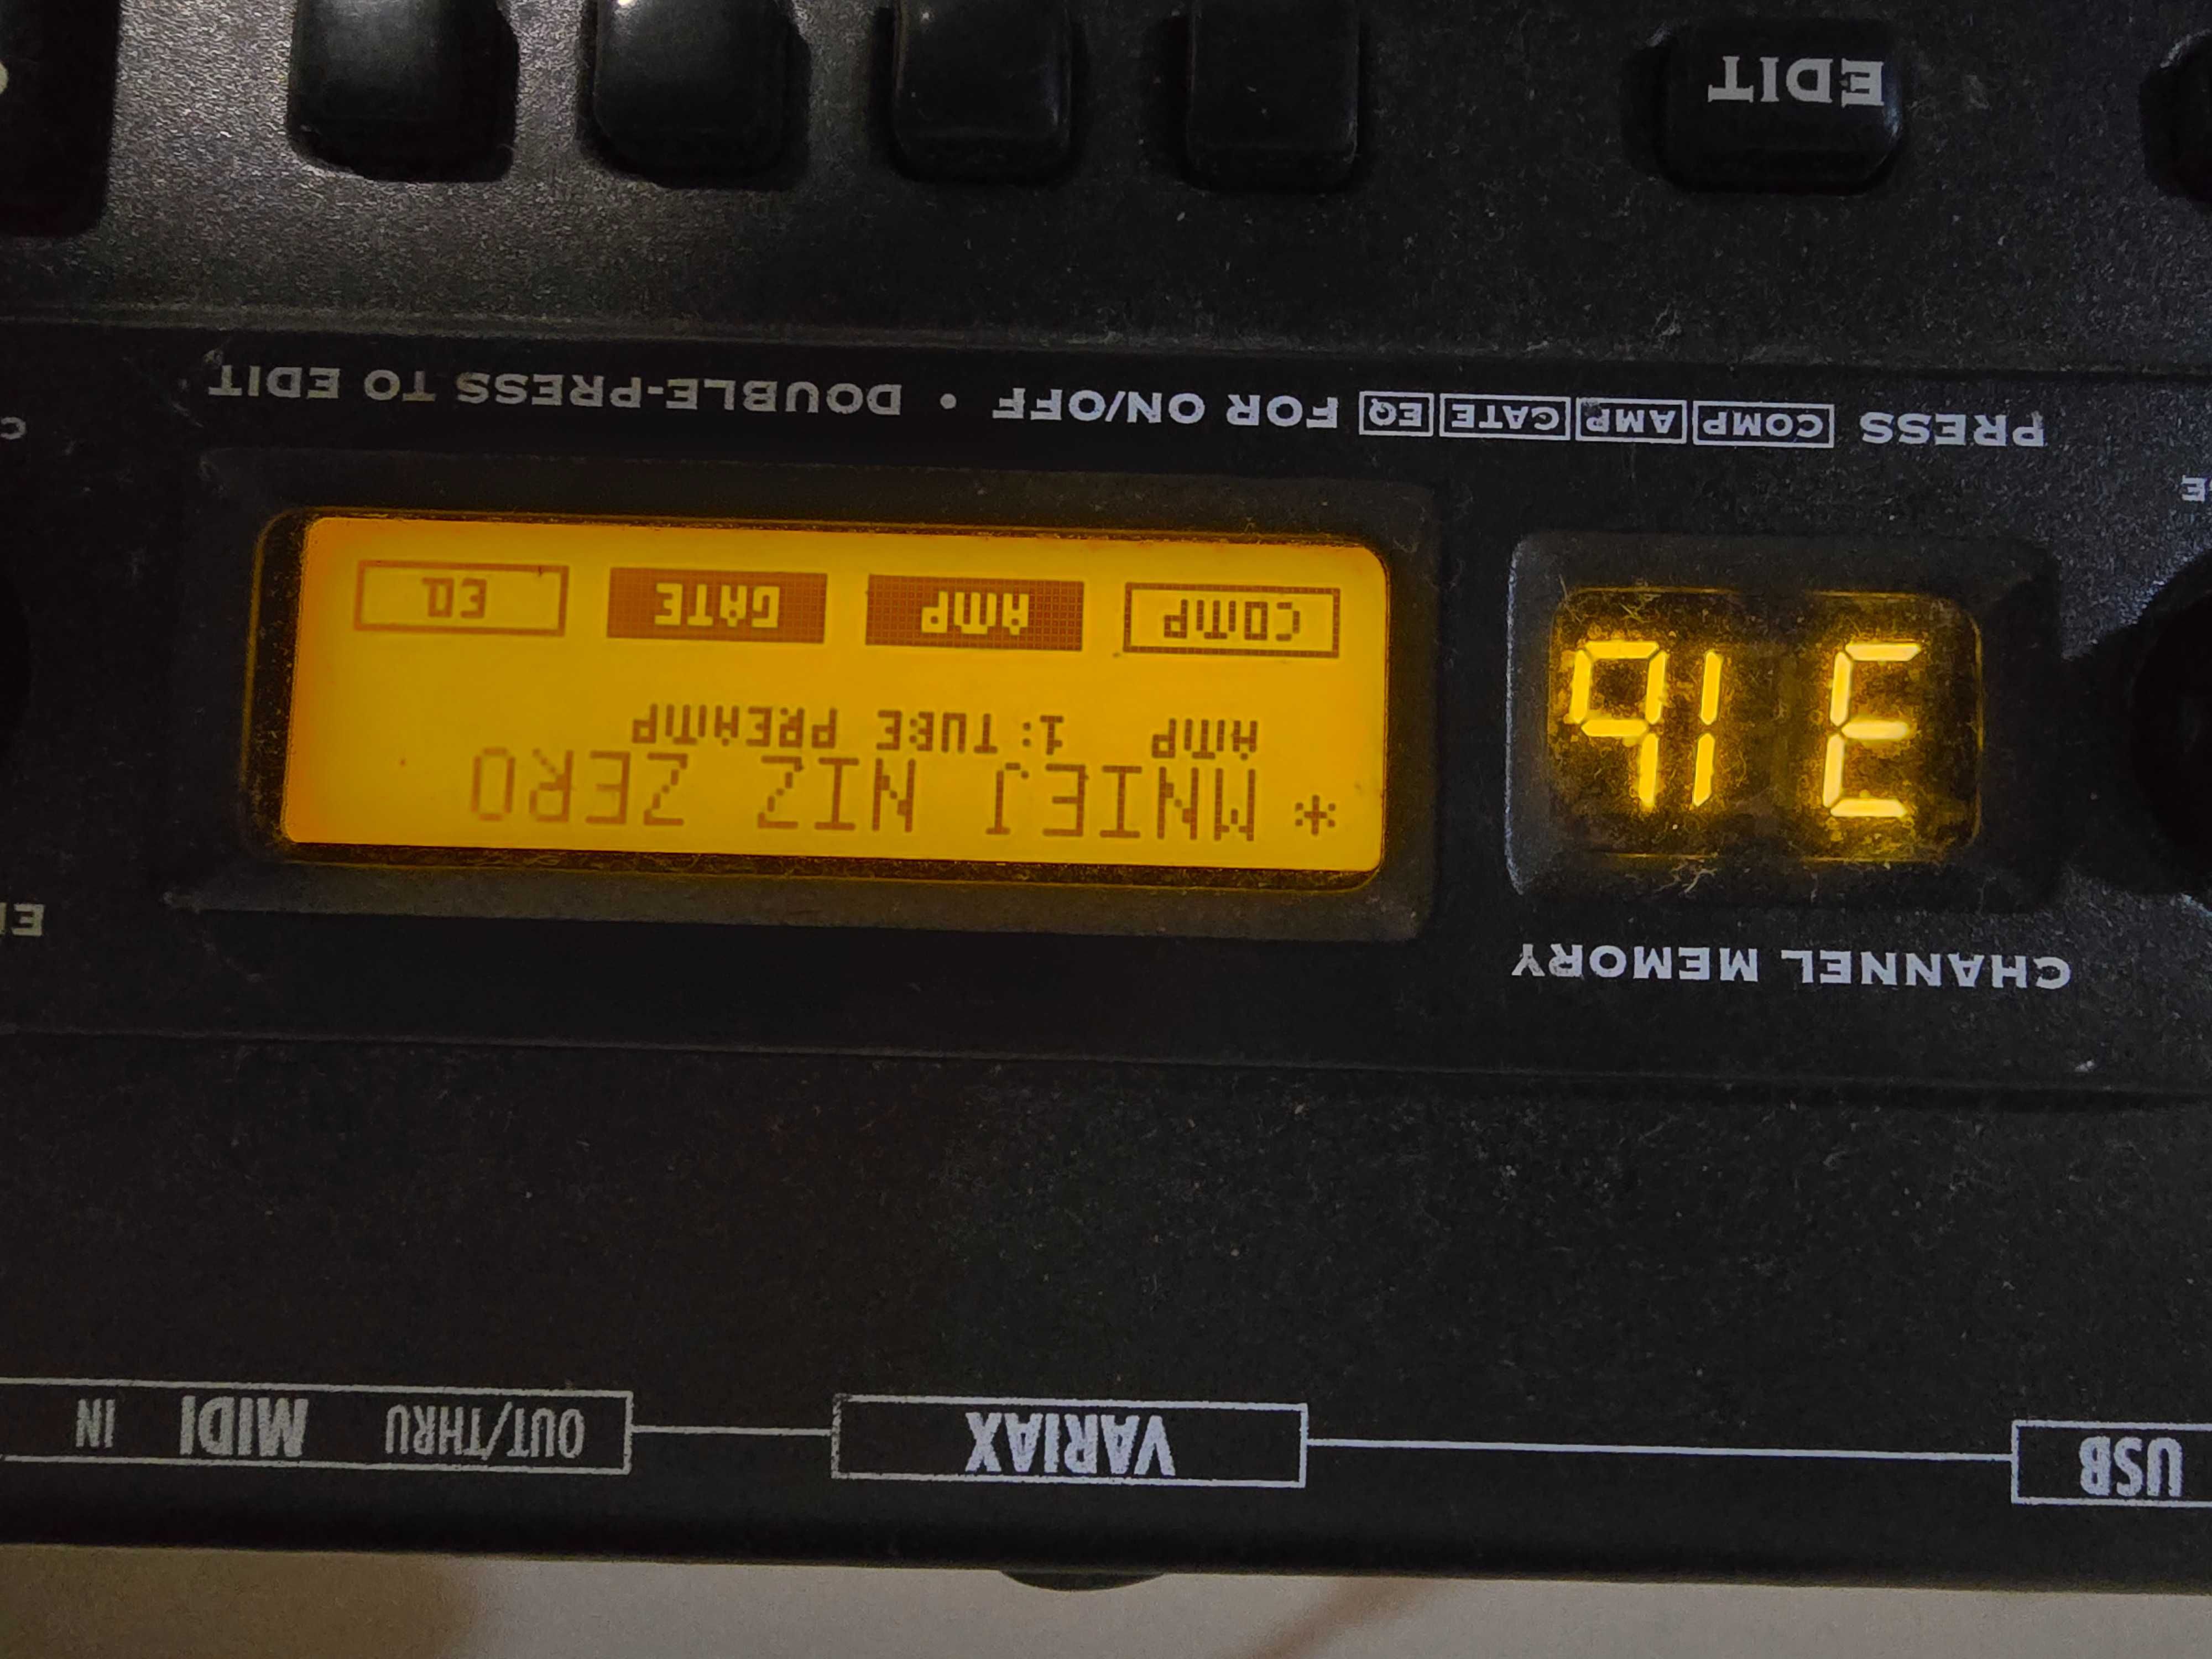 USB VARIAX OUT/THRU MIDI IN
CHANNEL MEMORY
31b
* MNIEJ NIZ ZERO
AMP 1:TUBE PREAMP
COMP AMP GATE EQ
PRESS COMP AMP GATE EQ FOR ON/OFF • DOUBLE-PRESS TO EDIT
EDIT